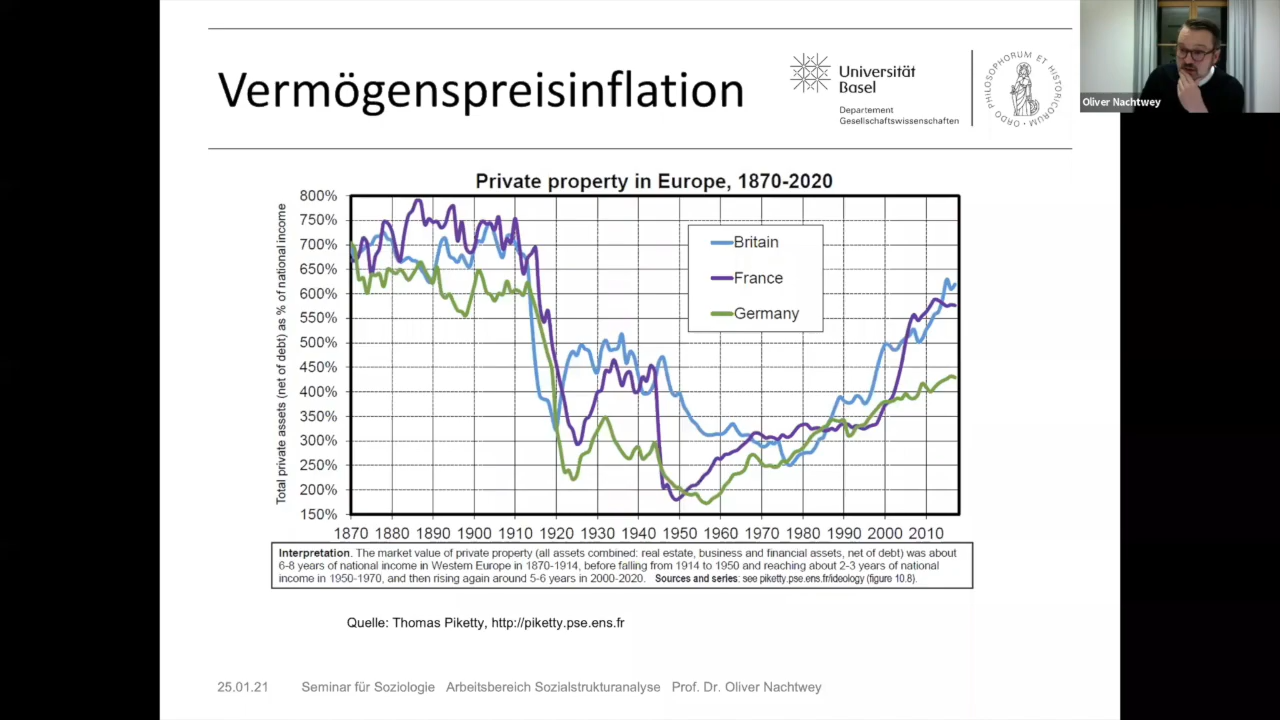 Vermögenspreisinflation
Universität
Basel
Departement
Gesellschaftswissenschaften
PHILOSOPHORUM ET HISTORICORUM · ORDO ·
Oliver Nachtwey
Private property in Europe, 1870-2020
Total private assets (net of debt) as % of national income
800%
750%
700%
650%
600%
550%
500%
450%
400%
350%
300%
250%
200%
150%
Britain
France
Germany
1870 1880 1890 1900 1910 1920 1930 1940 1950 1960 1970 1980 1990 2000 2010
Interpretation. The market value of private property (all assets combined: real estate, business and financial assets, net of debt) was about
6-8 years of national income in Western Europe in 1870-1914, before falling from 1914 to 1950 and reaching about 2-3 years of national
income in 1950-1970, and then rising again around 5-6 years in 2000-2020. Sources and series: see piketty.pse.ens.fr/ideology (figure 10.8).
Quelle: Thomas Piketty, http://piketty.pse.ens.fr
25.01.21 Seminar für Soziologie Arbeitsbereich Sozialstrukturanalyse Prof. Dr. Oliver Nachtwey